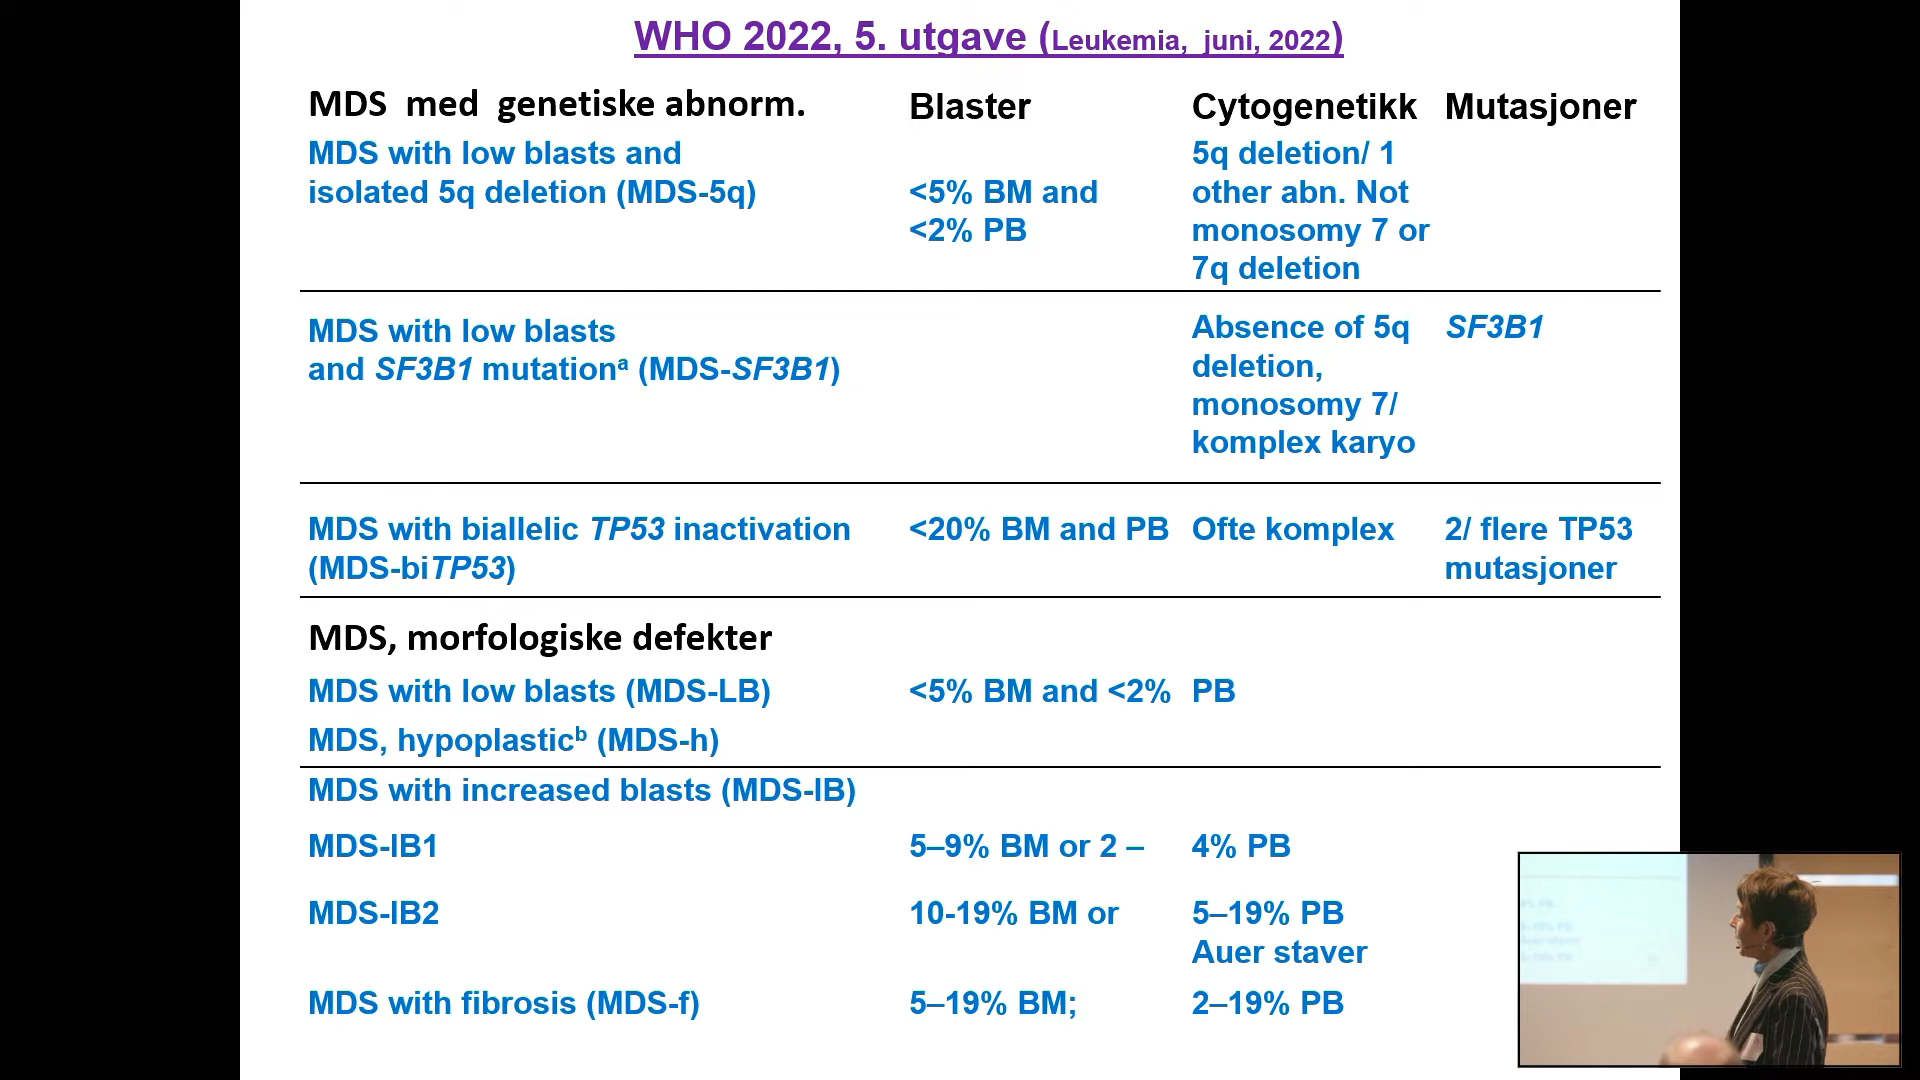 WHO 2022, 5. utgave (Leukemia, juni, 2022)
MDS med genetiske abnorm. Blaster Cytogenetikk Mutasjoner
MDS with low blasts and
isolated 5q deletion (MDS-5q)
<5% BM and
<2% PB
5q deletion/ 1
other abn. Not
monosomy 7 or
7q deletion
MDS with low blasts
and SF3B1 mutationᵃ (MDS-SF3B1)
Absence of 5q
deletion,
monosomy 7/
komplex karyo
SF3B1
MDS with biallelic TP53 inactivation
(MDS-biTP53)
<20% BM and PB
Ofte komplex
2/ flere TP53
mutasjoner
MDS, morfologiske defekter
MDS with low blasts (MDS-LB) <5% BM and <2% PB
MDS, hypoplasticᵇ (MDS-h)
MDS with increased blasts (MDS-IB)
MDS-IB1 5–9% BM or 2 – 4% PB
MDS-IB2 10-19% BM or 5–19% PB
Auer staver
MDS with fibrosis (MDS-f) 5–19% BM; 2–19% PB